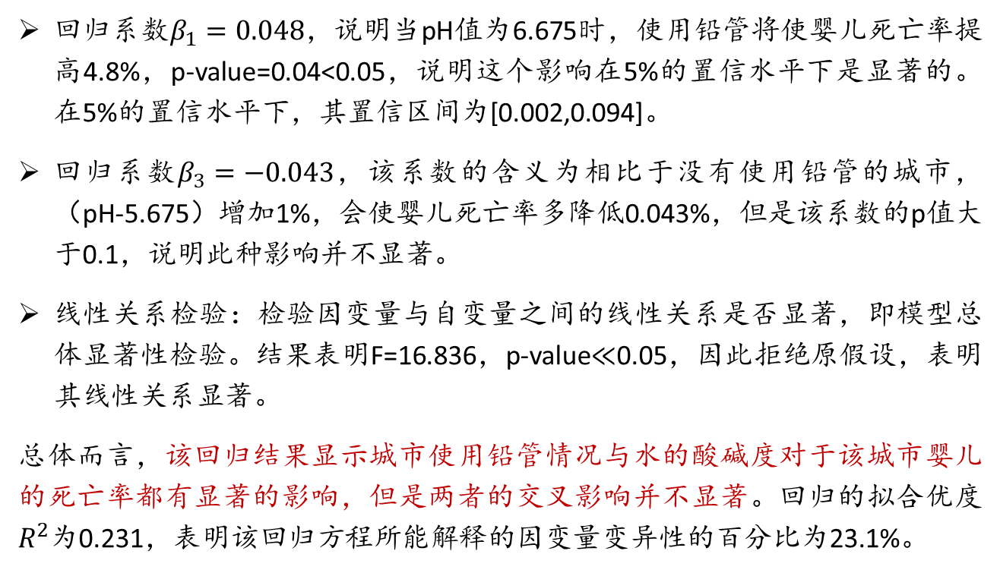 ➢ 回归系数β₁ = 0.048，说明当pH值为6.675时，使用铅管将使婴儿死亡率提
高4.8%，p-value=0.04<0.05，说明这个影响在5%的置信水平下是显著的。
在5%的置信水平下，其置信区间为[0.002,0.094]。
➢ 回归系数β₃ = −0.043，该系数的含义为相比于没有使用铅管的城市，
（pH-5.675）增加1%，会使婴儿死亡率多降低0.043%，但是该系数的p值大
于0.1，说明此种影响并不显著。
➢ 线性关系检验：检验因变量与自变量之间的线性关系是否显著，即模型总
体显著性检验。结果表明F=16.836，p-value≪0.05，因此拒绝原假设，表明
其线性关系显著。
总体而言，该回归结果显示城市使用铅管情况与水的酸碱度对于该城市婴儿
的死亡率都有显著的影响，但是两者的交叉影响并不显著。回归的拟合优度
R²为0.231，表明该回归方程所能解释的因变量变异性的百分比为23.1%。